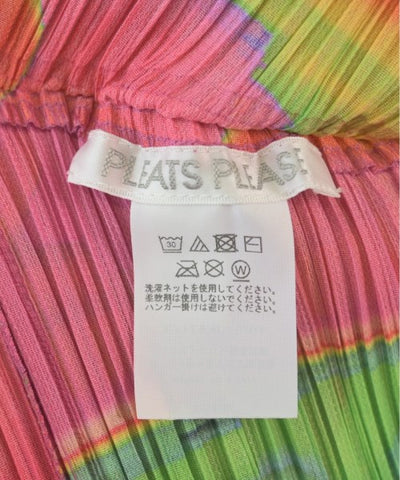 PLEATS PLEASE
30
W
洗濯ネットを使用してください。
柔軟剤は使用しないでください。
ハンガー掛けは避けてください。